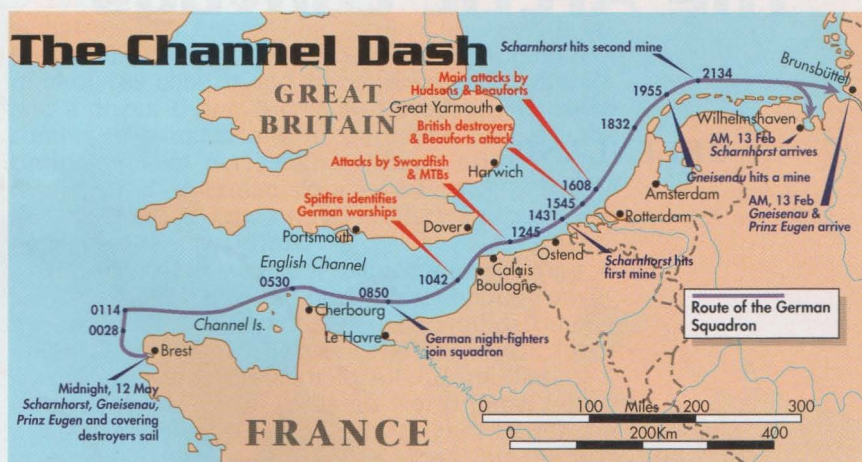 The Channel Dash
Scharnhorst hits second mine
2134
Brunsbüttel
Main attacks by
Hudsons & Beauforts
1955
GREAT
BRITAIN
Great Yarmouth
Wilhelmshaven
British destroyers
& Beauforts attack
1832
AM, 13 Feb
Scharnhorst arrives
Attacks by Swordfish
& MTBs
Harwich
Gneisenau hits a mine
1608
Amsterdam
AM, 13 Feb
Gneisenau &
Prinz Eugen arrive
Spitfire identifies
German warships
1545
1431
Rotterdam
Portsmouth
Dover
1245
Ostend
Scharnhorst hits
first mine
English Channel
Calais
Boulogne
1042
0530
0850
0114
Channel Is.
Cherbourg
Route of the German
Squadron
0028
Le Havre
German night-fighters
join squadron
Brest
Midnight, 12 May
Scharnhorst, Gneisenau,
Prinz Eugen and covering
destroyers sail
FRANCE
0 100 Miles 200 300
0 200Km 400